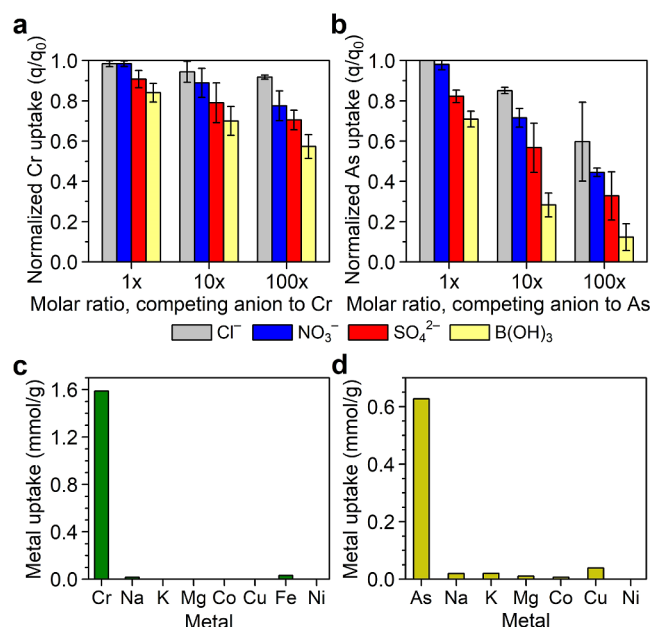 a
b
Normalized Cr uptake (q/q₀)
1.0
0.8
0.6
0.4
0.2
0.0
1x 10x 100x
Molar ratio, competing anion to Cr
Normalized As uptake (q/q₀)
1.0
0.8
0.6
0.4
0.2
0.0
1x 10x 100x
Molar ratio, competing anion to As
Cl⁻ NO₃⁻ SO₄²⁻ B(OH)₃
c
d
Metal uptake (mmol/g)
1.6
1.2
0.8
0.4
0.0
Cr Na K Mg Co Cu Fe Ni
Metal
Metal uptake (mmol/g)
0.6
0.4
0.2
0.0
As Na K Mg Co Cu Ni
Metal